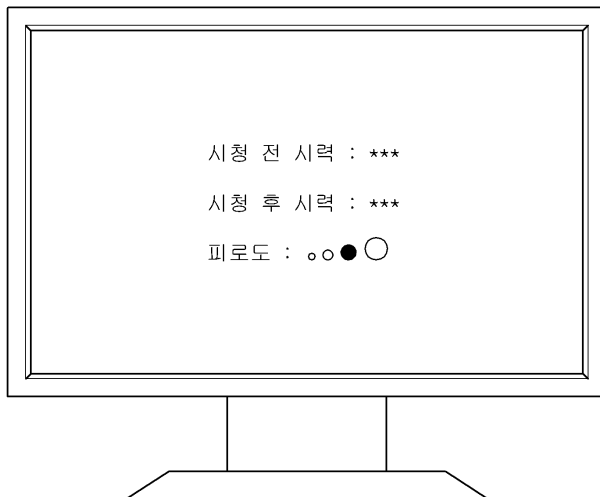 시청 전 시력 : ***
시청 후 시력 : ***
피로도 :